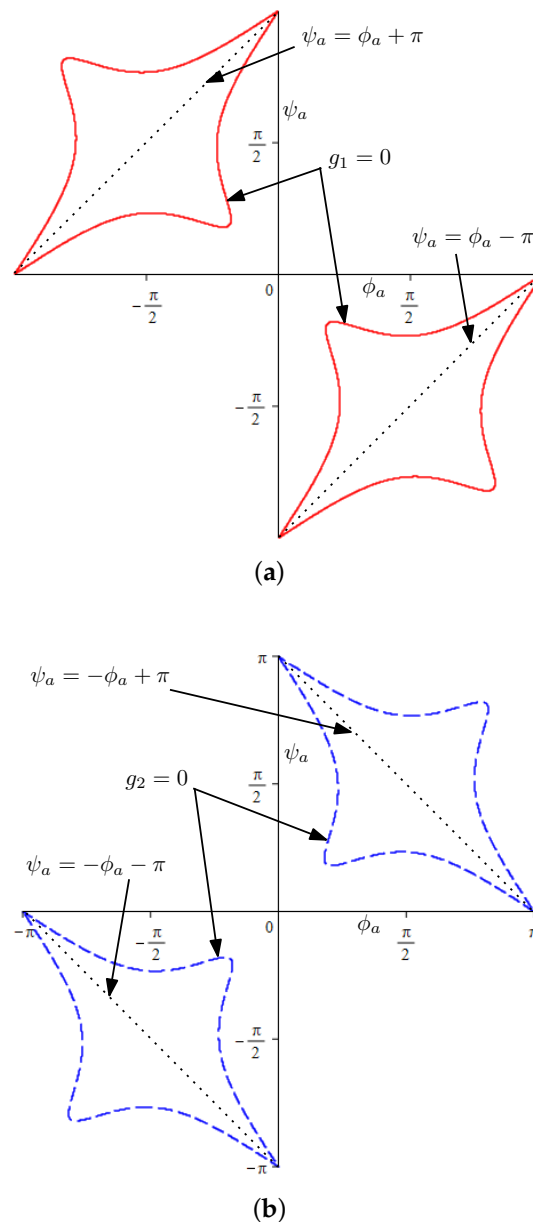 ψ_a = ϕ_a + π
ψ_a
π/2
g_1 = 0
ψ_a = ϕ_a − π
−π/2
0
ϕ_a
π/2
−π/2
(a)
π
ψ_a = −ϕ_a + π
ψ_a
π/2
g_2 = 0
ψ_a = −ϕ_a − π
−π
−π/2
0
ϕ_a
π/2
π
−π/2
−π
(b)